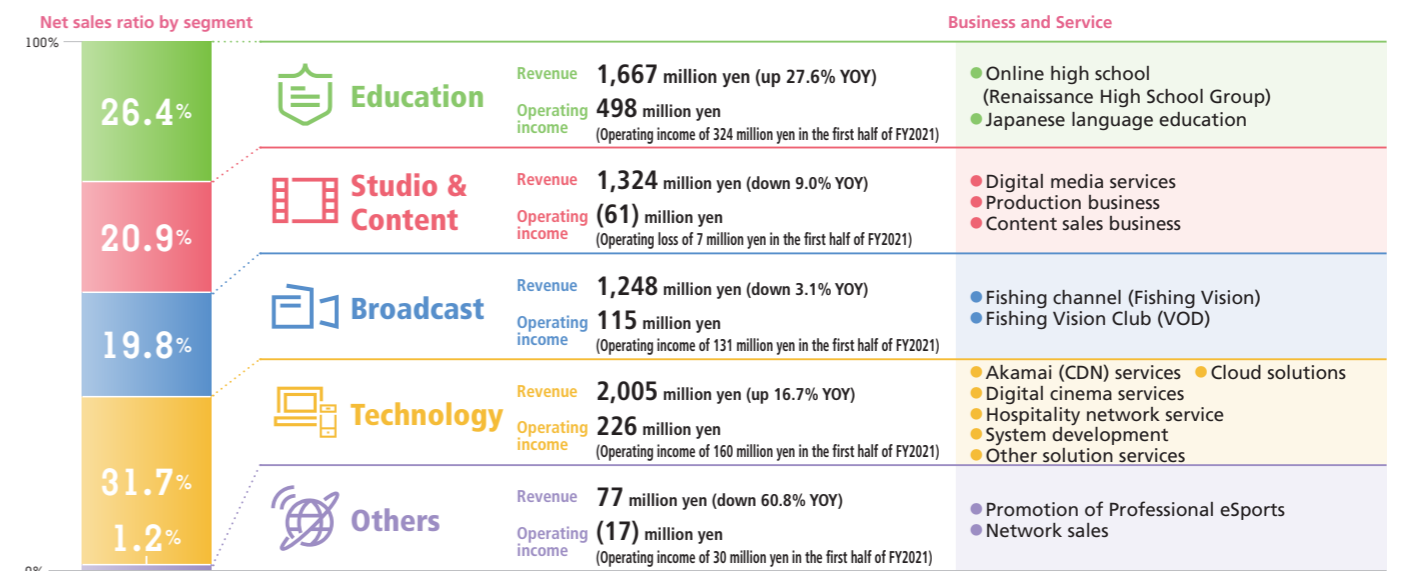 Net sales ratio by segment
Business and Service
100%
26.4%
Education
Revenue 1,667 million yen (up 27.6% YOY)
Operating income 498 million yen
(Operating income of 324 million yen in the first half of FY2021)
● Online high school
(Renaissance High School Group)
● Japanese language education
20.9%
Studio &
Content
Revenue 1,324 million yen (down 9.0% YOY)
Operating income (61) million yen
(Operating loss of 7 million yen in the first half of FY2021)
● Digital media services
● Production business
● Content sales business
19.8%
Broadcast
Revenue 1,248 million yen (down 3.1% YOY)
Operating income 115 million yen
(Operating income of 131 million yen in the first half of FY2021)
● Fishing channel (Fishing Vision)
● Fishing Vision Club (VOD)
31.7%
Technology
Revenue 2,005 million yen (up 16.7% YOY)
Operating income 226 million yen
(Operating income of 160 million yen in the first half of FY2021)
● Akamai (CDN) services ● Cloud solutions
● Digital cinema services
● Hospitality network service
● System development
● Other solution services
1.2%
Others
Revenue 77 million yen (down 60.8% YOY)
Operating income (17) million yen
(Operating income of 30 million yen in the first half of FY2021)
● Promotion of Professional eSports
● Network sales
0%